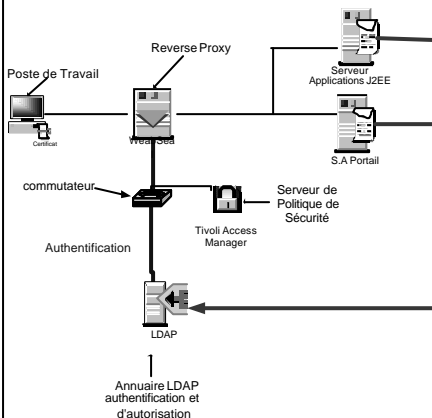 Reverse Proxy
Poste de Travail
Serveur
Applications J2EE
Certificat
WeabSea
S.A Portail
commutateur
Serveur de
Politique de
Sécurité
Tivoli Access
Manager
Authentification
LDAP
Annuaire LDAP
authentification et
d'autorisation